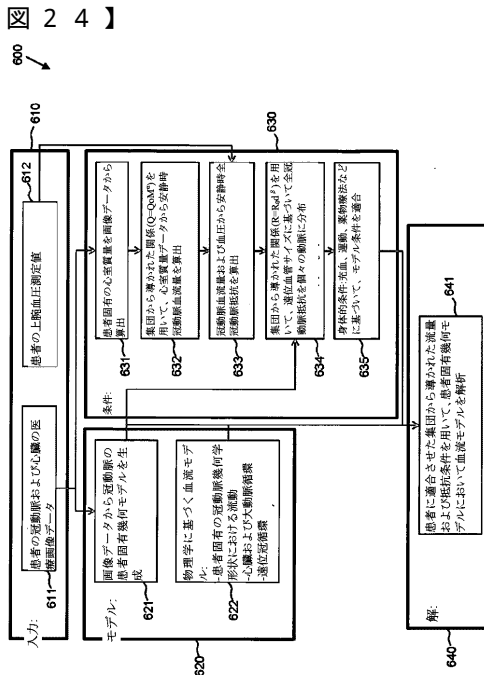 図２４】
600
610
入力:
患者の冠動脈および心臓の医
療画像データ
611
患者の上腕血圧測定値
612
620
モデル:
画像データから冠動脈の
患者固有幾何モデルを生
成
621
物理学に基づく血流モデ
ル:
-患者固有の冠動脈幾何学
形状における流動
-心臓および大動脈循環
-遠位冠循環
622
630
条件:
患者固有の心室質量を画像データから
算出
631
集団から導かれた関係(Q=QoMα)を
用いて、心室質量データから安静時
冠動脈血流量を算出
632
冠動脈血流量および血圧から安静時全
冠動脈抵抗を算出
633
集団から導かれた関係(R=Rodβ)を用
いて、遠位血管サイズに基づいて全冠
動脈抵抗を個々の動脈に分布
634
身体的条件:充血、運動、薬物療法など
に基づいて、モデル条件を適合
635
640
解:
患者に適合させた集団から導かれた流量
および抵抗条件を用いて、患者固有幾何モ
デルにおいて血流モデルを解析
641